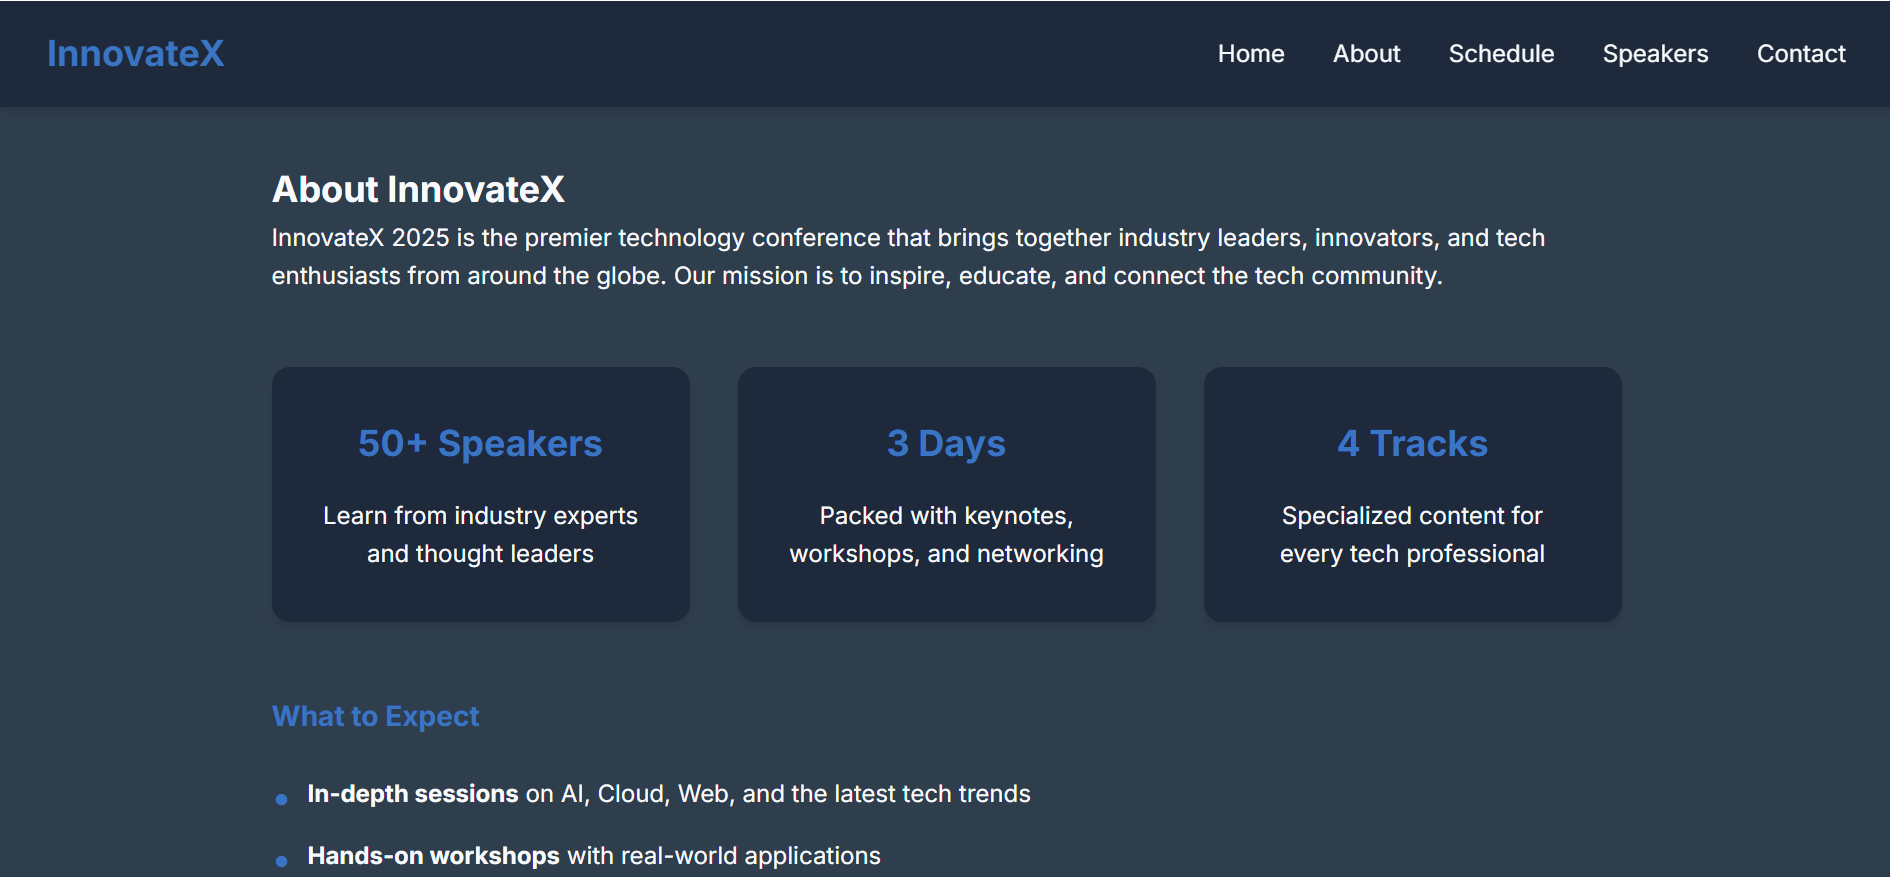 InnovateX
Home About Schedule Speakers Contact
About InnovateX
InnovateX 2025 is the premier technology conference that brings together industry leaders, innovators, and tech
enthusiasts from around the globe. Our mission is to inspire, educate, and connect the tech community.
50+ Speakers
Learn from industry experts
and thought leaders
3 Days
Packed with keynotes,
workshops, and networking
4 Tracks
Specialized content for
every tech professional
What to Expect
In-depth sessions on AI, Cloud, Web, and the latest tech trends
Hands-on workshops with real-world applications